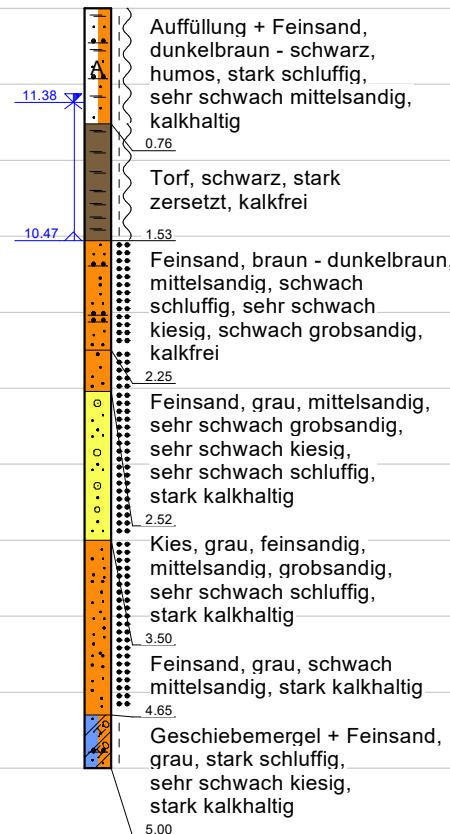 Auffüllung + Feinsand,
dunkelbraun - schwarz,
humos, stark schluffig,
A
11.38
sehr schwach mittelsandig,
kalkhaltig
0.76
Torf, schwarz, stark
zersetzt, kalkfrei
10.47
1.53
Feinsand, braun - dunkelbraun,
mittelsandig, schwach
schluffig, sehr schwach
kiesig, schwach grobsandig,
kalkfrei
2.25
Feinsand, grau, mittelsandig,
sehr schwach grobsandig,
sehr schwach kiesig,
sehr schwach schluffig,
stark kalkhaltig
2.52
Kies, grau, feinsandig,
mittelsandig, grobsandig,
sehr schwach schluffig,
stark kalkhaltig
3.50
Feinsand, grau, schwach
mittelsandig, stark kalkhaltig
4.65
Geschiebemergel + Feinsand,
grau, stark schluffig,
sehr schwach kiesig,
stark kalkhaltig
5.00